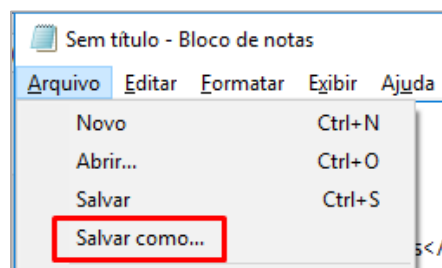 Sem título - Bloco de notas
Arquivo Editar Formatar Exibir Ajuda
Novo Ctrl+N
Abrir... Ctrl+O
Salvar Ctrl+S
Salvar como...